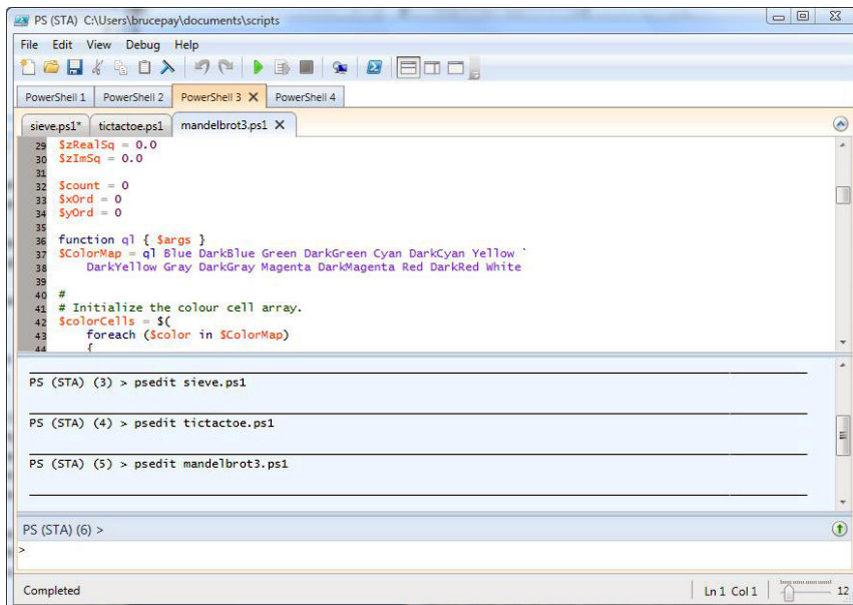 PS (STA) C:\Users\brucepay\documents\scripts
File Edit View Debug Help
PowerShell 1 PowerShell 2 PowerShell 3 X PowerShell 4
sieve.ps1* tictactoe.ps1 mandelbrot3.ps1 X
29 $zRealSq = 0.0
30 $zImSq = 0.0
31
32 $count = 0
33 $xOrd = 0
34 $yOrd = 0
35
36 function ql { $args }
37 $ColorMap = ql Blue DarkBlue Green DarkGreen Cyan DarkCyan Yellow `
38 DarkYellow Gray DarkGray Magenta DarkMagenta Red DarkRed White
39
40 #
41 # Initialize the colour cell array.
42 $colorCells = $(
43 foreach ($color in $ColorMap)
44 {
PS (STA) (3) > psedit sieve.ps1
PS (STA) (4) > psedit tictactoe.ps1
PS (STA) (5) > psedit mandelbrot3.ps1
PS (STA) (6) >
>
Completed Ln 1 Col 1 12